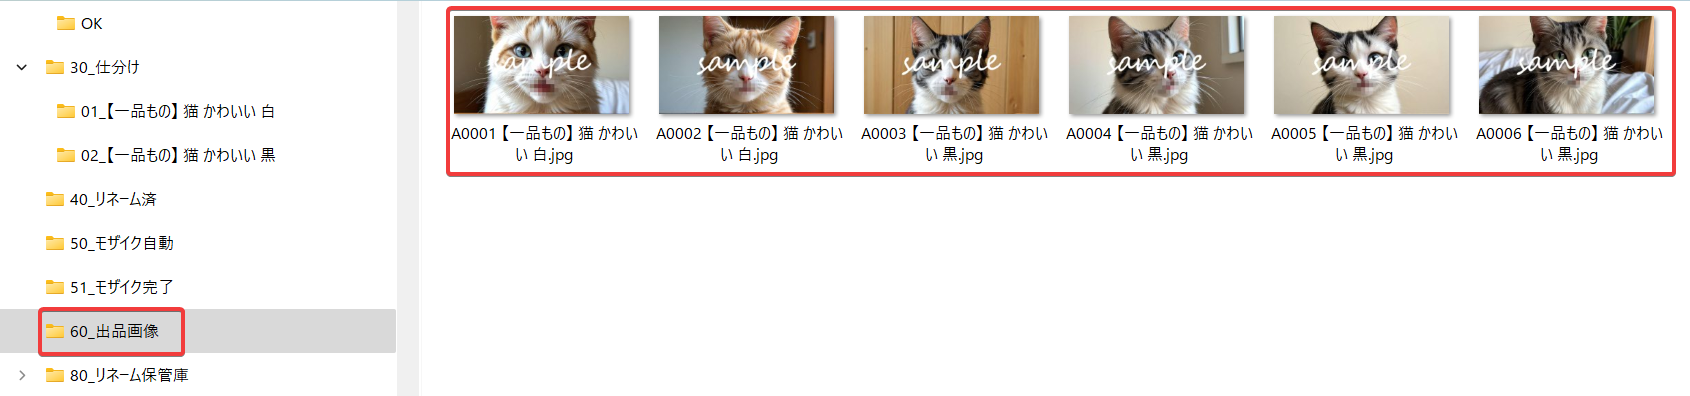 OK
30_仕分け
01_【一品もの】 猫 かわいい 白
02_【一品もの】 猫 かわいい 黒
40_リネーム済
50_モザイク自動
51_モザイク完了
60_出品画像
80_リネーム保管庫
sample
sample
sample
sample
sample
sample
A0001 【一品もの】 猫 かわい
い 白.jpg
A0002 【一品もの】 猫 かわい
い 白.jpg
A0003 【一品もの】 猫 かわい
い 黒.jpg
A0004 【一品もの】 猫 かわい
い 黒.jpg
A0005 【一品もの】 猫 かわい
い 黒.jpg
A0006 【一品もの】 猫 かわい
い 黒.jpg